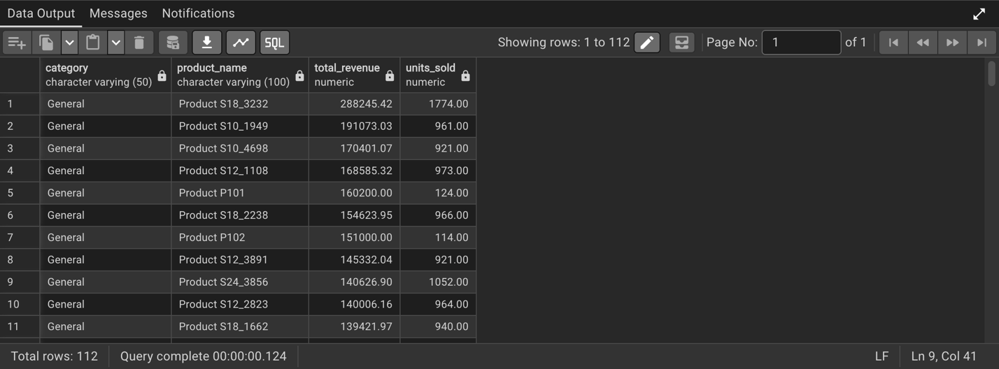 Data Output Messages Notifications
SQL Showing rows: 1 to 112 Page No: 1 of 1
category product_name total_revenue units_sold
character varying (50) character varying (100) numeric numeric
1 General Product S18_3232 288245.42 1774.00
2 General Product S10_1949 191073.03 961.00
3 General Product S10_4698 170401.07 921.00
4 General Product S12_1108 168585.32 973.00
5 General Product P101 160200.00 124.00
6 General Product S18_2238 154623.95 966.00
7 General Product P102 151000.00 114.00
8 General Product S12_3891 145332.04 921.00
9 General Product S24_3856 140626.90 1052.00
10 General Product S12_2823 140006.16 964.00
11 General Product S18_1662 139421.97 940.00
Total rows: 112 Query complete 00:00:00.124 LF Ln 9, Col 41